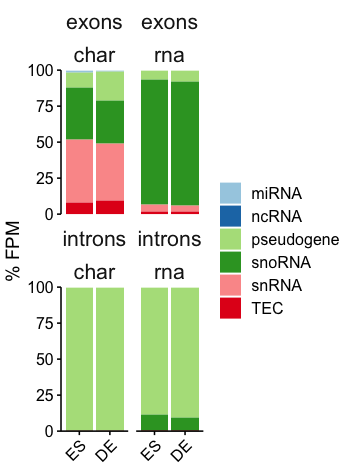 exons exons
char rna
100
75
50
25
0
introns introns
char rna
100
75
50
25
0
ES DE ES DE
% FPM
miRNA
ncRNA
pseudogene
snoRNA
snRNA
TEC